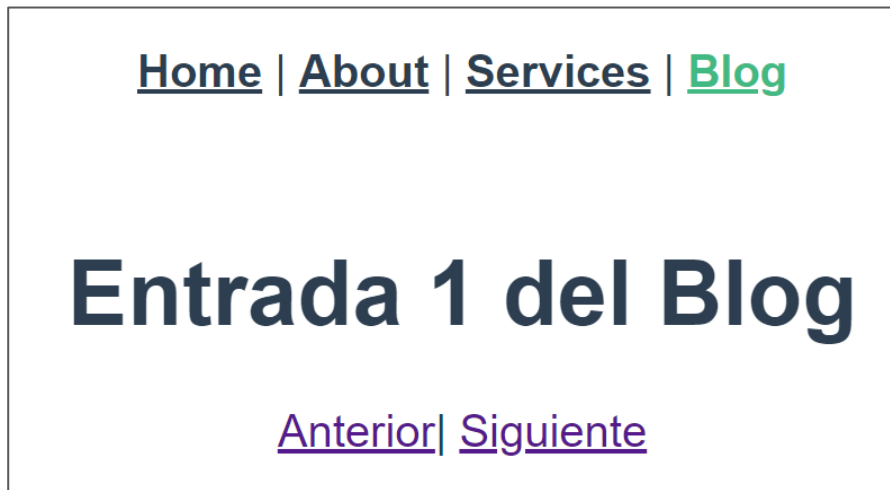 Home | About | Services | Blog
Entrada 1 del Blog
Anterior| Siguiente